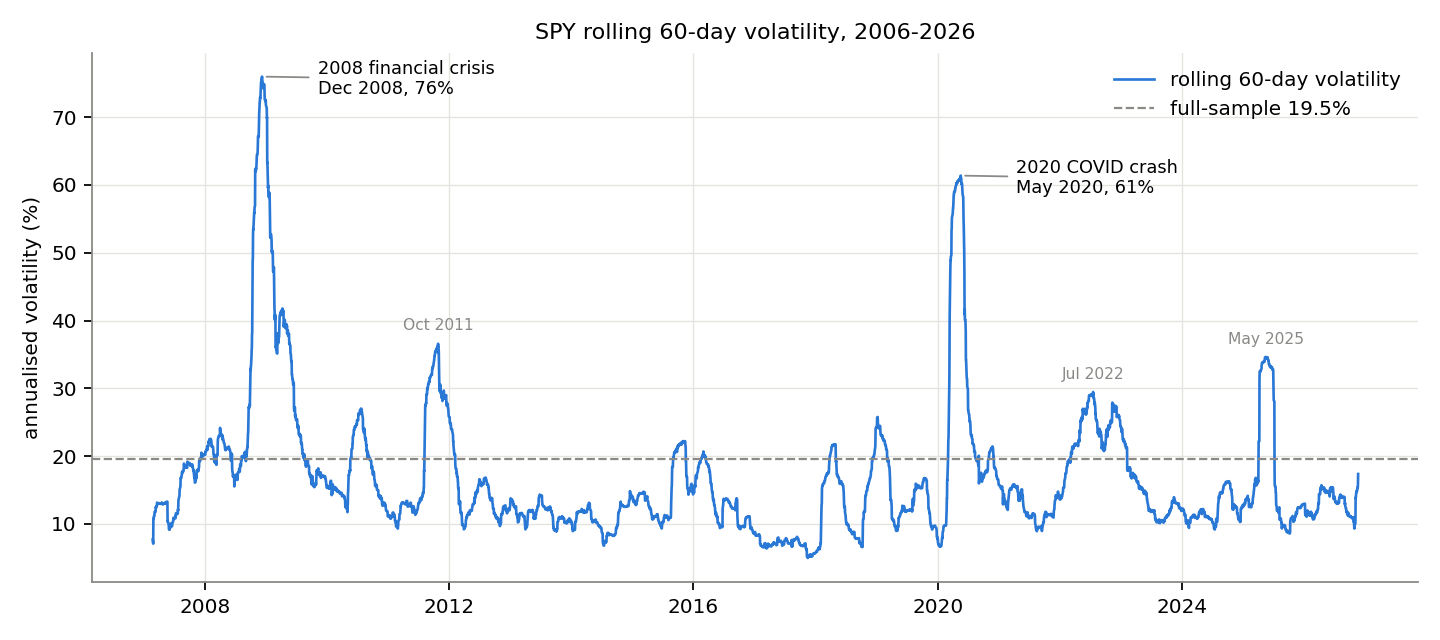 SPY rolling 60-day volatility, 2006-2026
2008 financial crisis
Dec 2008, 76%
rolling 60-day volatility
full-sample 19.5%
2020 COVID crash
May 2020, 61%
Oct 2011
Jul 2022
May 2025
annualised volatility (%)
70
60
50
40
30
20
10
2008
2012
2016
2020
2024